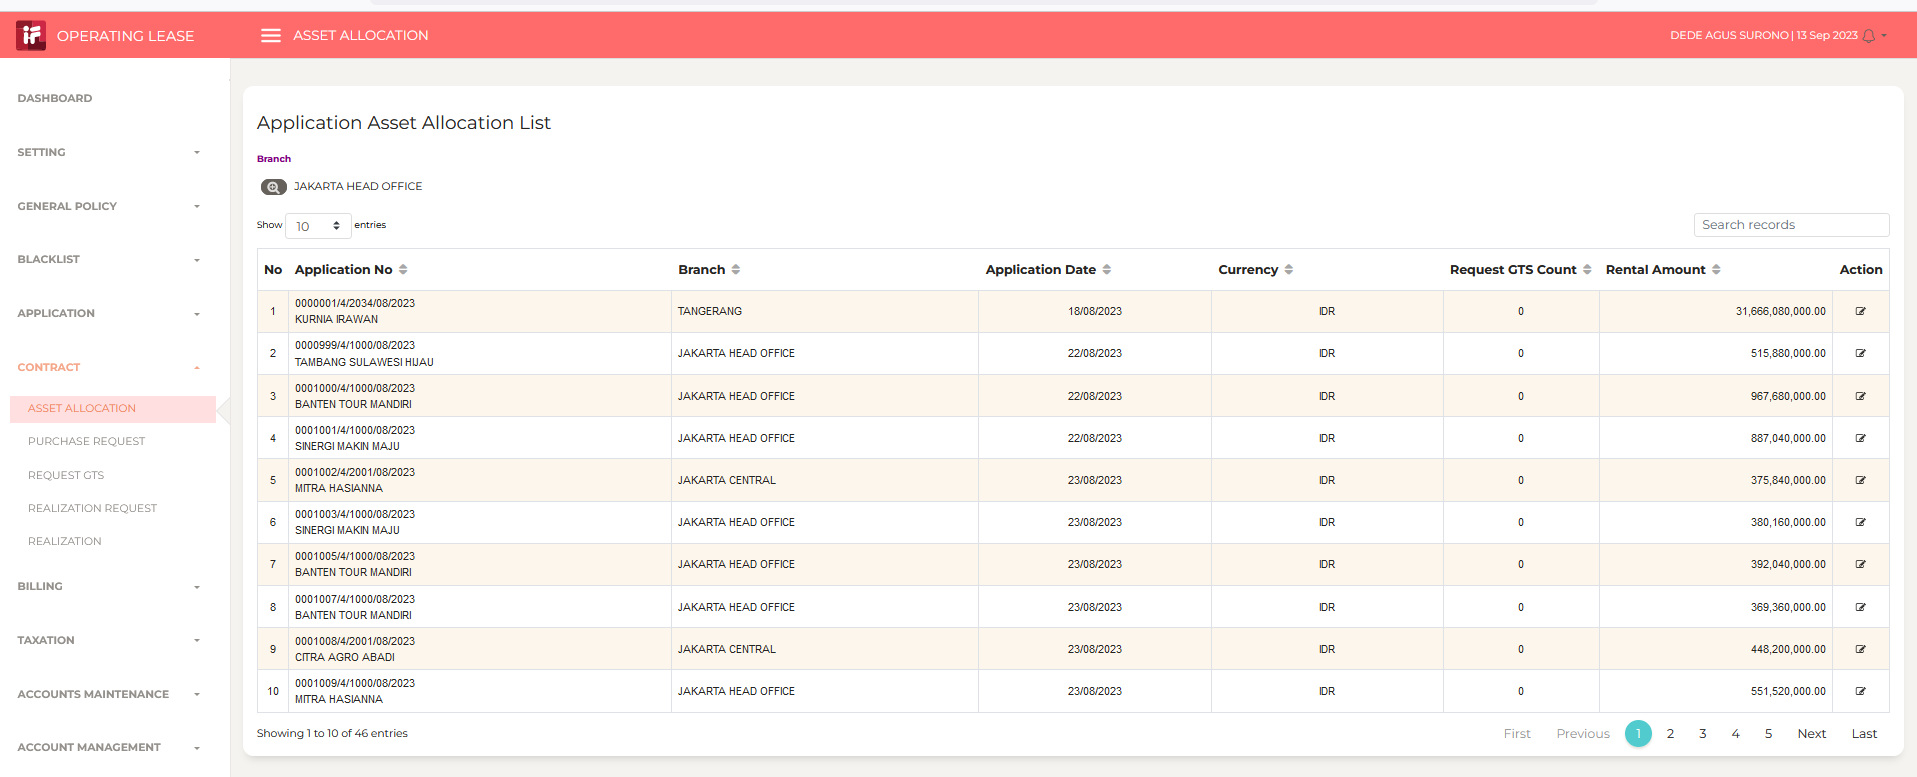 iF OPERATING LEASE
ASSET ALLOCATION
DEDE AGUS SURONO | 13 Sep 2023
DASHBOARD
SETTING
GENERAL POLICY
BLACKLIST
APPLICATION
CONTRACT
ASSET ALLOCATION
PURCHASE REQUEST
REQUEST GTS
REALIZATION REQUEST
REALIZATION
BILLING
TAXATION
ACCOUNTS MAINTENANCE
ACCOUNT MANAGEMENT
Application Asset Allocation List
Branch
JAKARTA HEAD OFFICE
Show 10 entries
Search records
No Application No Branch Application Date Currency Request GTS Count Rental Amount Action
1 0000001/4/2034/08/2023 TANGERANG 18/08/2023 IDR 0 31,666,080,000.00
KURNIA IRAWAN
2 0000999/4/1000/08/2023 JAKARTA HEAD OFFICE 22/08/2023 IDR 0 515,880,000.00
TAMBANG SULAWESI HIJAU
3 0001000/4/1000/08/2023 JAKARTA HEAD OFFICE 22/08/2023 IDR 0 967,680,000.00
BANTEN TOUR MANDIRI
4 0001001/4/1000/08/2023 JAKARTA HEAD OFFICE 22/08/2023 IDR 0 887,040,000.00
SINERGI MAKIN MAJU
5 0001002/4/2001/08/2023 JAKARTA CENTRAL 23/08/2023 IDR 0 375,840,000.00
MITRA HASIANNA
6 0001003/4/1000/08/2023 JAKARTA HEAD OFFICE 23/08/2023 IDR 0 380,160,000.00
SINERGI MAKIN MAJU
7 0001005/4/1000/08/2023 JAKARTA HEAD OFFICE 23/08/2023 IDR 0 392,040,000.00
BANTEN TOUR MANDIRI
8 0001007/4/1000/08/2023 JAKARTA HEAD OFFICE 23/08/2023 IDR 0 369,360,000.00
BANTEN TOUR MANDIRI
9 0001008/4/2001/08/2023 JAKARTA CENTRAL 23/08/2023 IDR 0 448,200,000.00
CITRA AGRO ABADI
10 0001009/4/1000/08/2023 JAKARTA HEAD OFFICE 23/08/2023 IDR 0 551,520,000.00
MITRA HASIANNA
Showing 1 to 10 of 46 entries
First Previous 1 2 3 4 5 Next Last